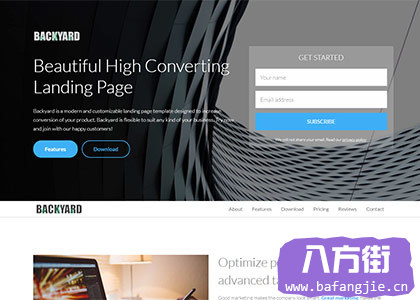 BACKYARD
Beautiful High Converting
Landing Page
Backyard is a modern and customizable landing page template designed to increase
conversion of your product. Backyard is flexible to suit any kind of your business. Try now
and join with our happy customers!
Features
Download
GET STARTED
Your name
Email address
SUBSCRIBE
We will not share your email. Read our privacy policy
BACKYARD
About
Features
Download
Pricing
Reviews
Contact
Optimize
advanced
Good marketing makes the company look smart. Great marketing
八方街
www.bafangjie.cn